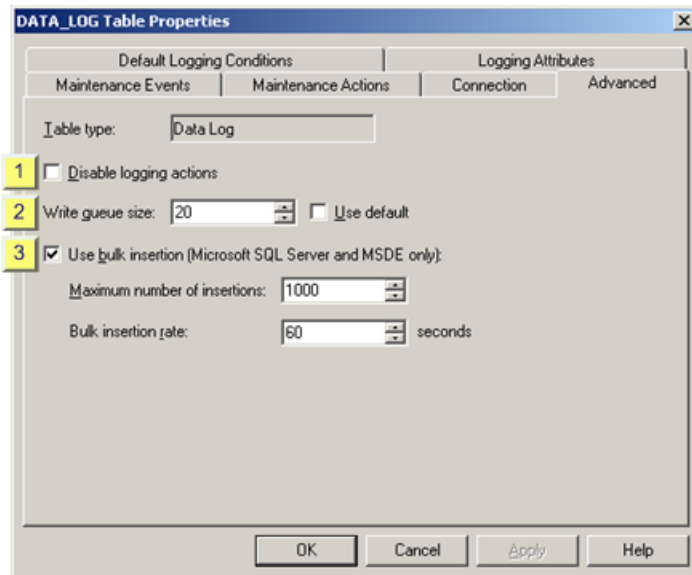 DATA_LOG Table Properties
Default Logging Conditions Logging Attributes
Maintenance Events Maintenance Actions Connection Advanced
Table type: Data Log
1 Disable logging actions
2 Write queue size: 20 Use default
3 Use bulk insertion (Microsoft SQL Server and MSDE only):
Maximum number of insertions: 1000
Bulk insertion rate: 60 seconds
OK Cancel Apply Help